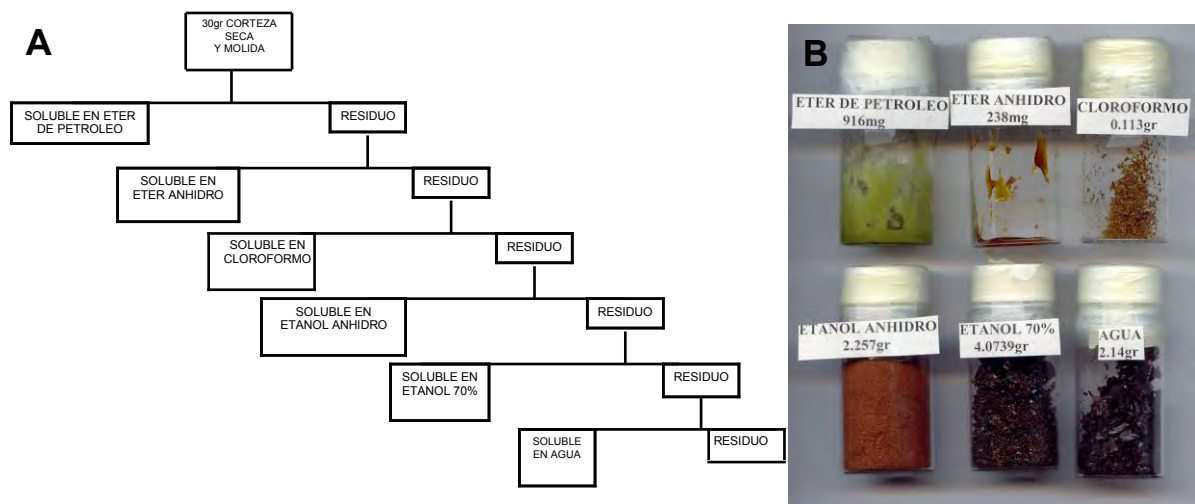 A
30gr CORTEZA
SECA
Y MOLIDA
SOLUBLE EN ETER
DE PETROLEO
RESIDUO
SOLUBLE EN
ETER ANHIDRO
RESIDUO
SOLUBLE EN
CLOROFORMO
RESIDUO
SOLUBLE EN
ETANOL ANHIDRO
RESIDUO
SOLUBLE EN
ETANOL 70%
RESIDUO
SOLUBLE
EN AGUA
RESIDUO
B
ETER DE PETROLEO
916mg
ETER ANHIDRO
238mg
CLOROFORMO
0.113gr
ETANOL ANHIDRO
2.257gr
ETANOL 70%
4.0739gr
AGUA
2.14gr